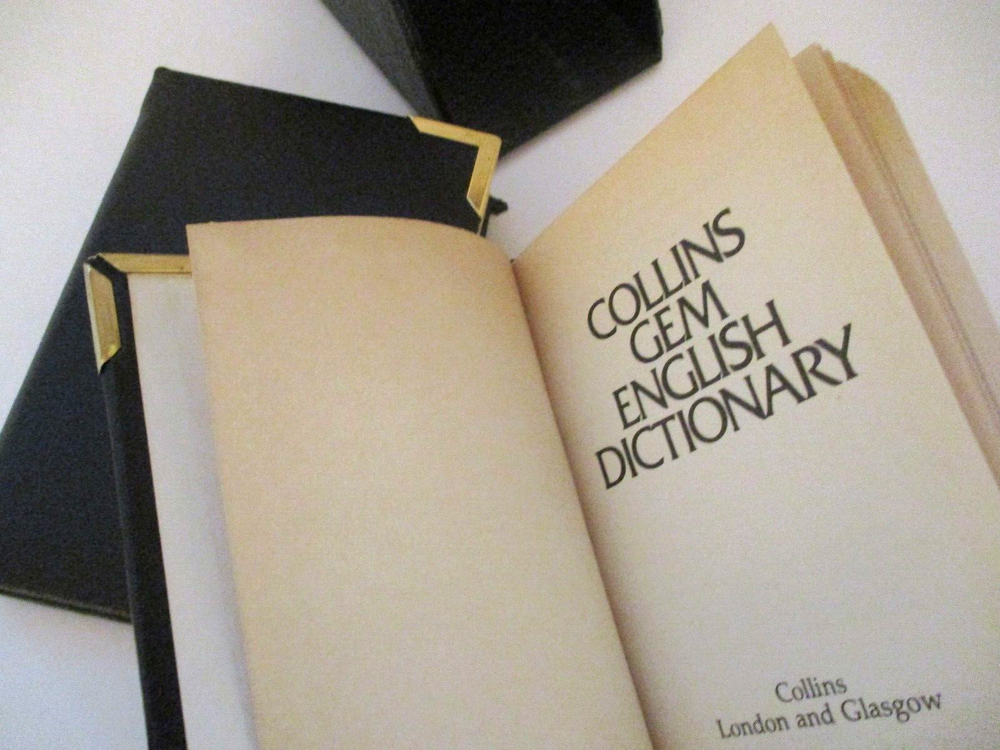 COLLINS
GEM
ENGLISH
DICTIONARY
Collins
London and Glasgow